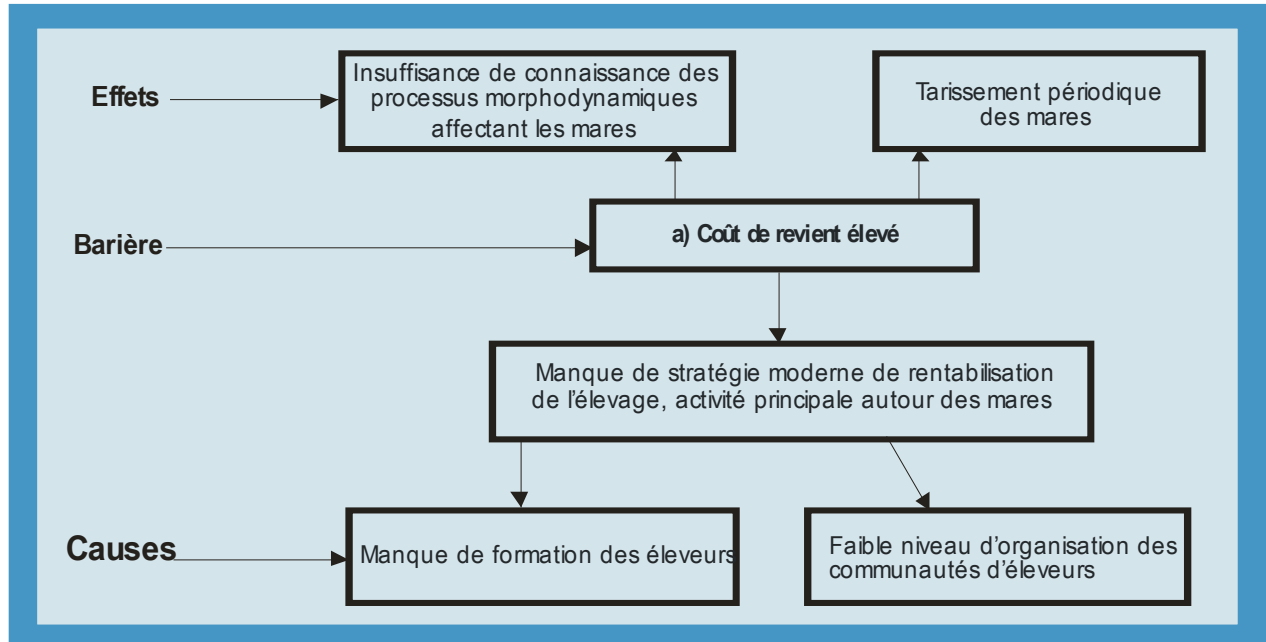 Effets
Insuffisance de connaissance des
processus morphodynamiques
affectant les mares
Tarissement périodique
des mares
Barière
a) Coût de revient élevé
Manque de stratégie moderne de rentabilisation
de l'élevage, activité principale autour des mares
Causes
Manque de formation des éleveurs
Faible niveau d'organisation des
communautés d'éleveurs